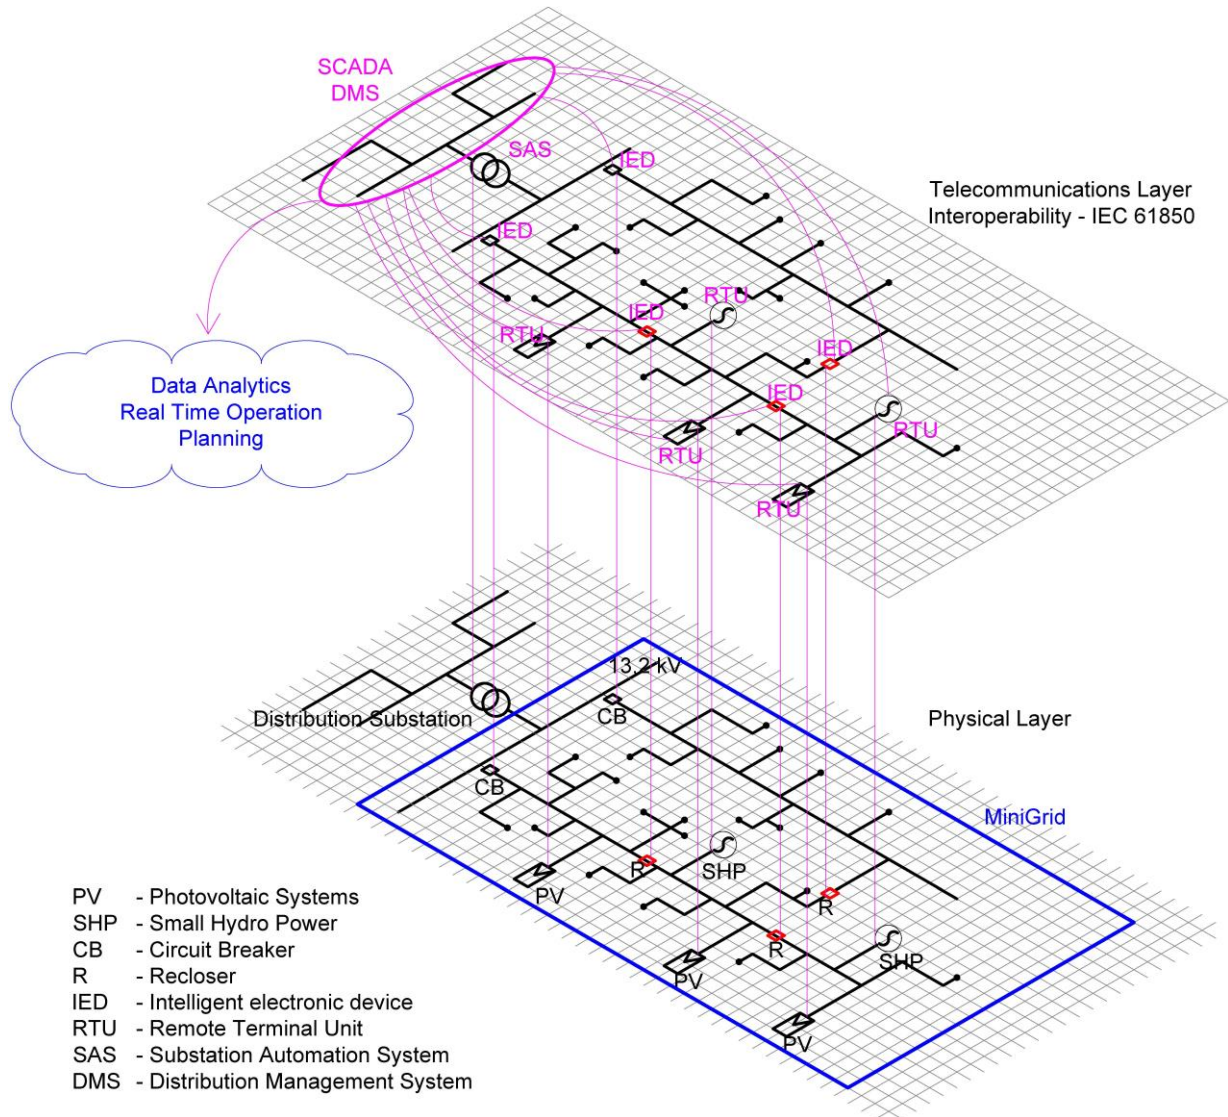 SCADA
DMS
SAS
IED
Telecommunications Layer
Interoperability - IEC 61850
IED
RTU
IED
RTU
IED
Data Analytics
Real Time Operation
Planning
IED
RTU
RTU
RTU
13,2 kV
Distribution Substation
CB
Physical Layer
CB
MiniGrid
R
SHP
PV
R
R
SHP
PV
PV
PV - Photovoltaic Systems
SHP - Small Hydro Power
CB - Circuit Breaker
R - Recloser
IED - Intelligent electronic device
RTU - Remote Terminal Unit
SAS - Substation Automation System
DMS - Distribution Management System